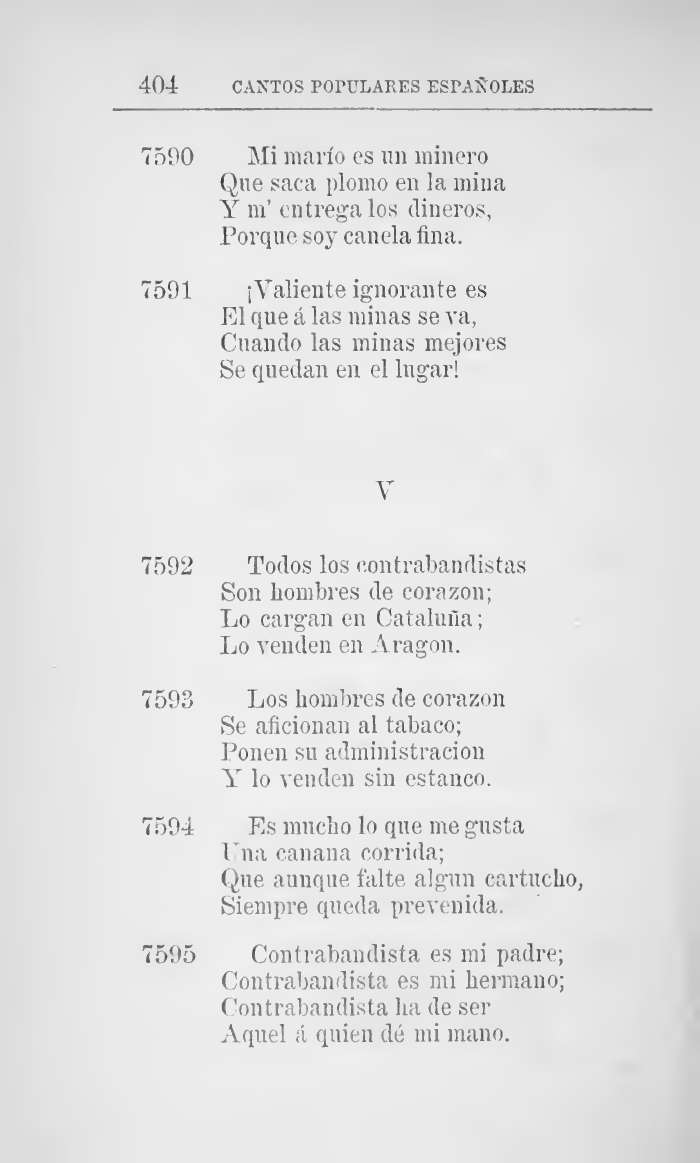 404 CANTOS POPULARES ESPAÑOLES
7590 Mi marío es un minero
Que saca plomo en la mina
Y m' entrega los dineros,
Porque soy canela fina.
7591 ¡Valiente ignorante es
El que á las minas se va,
Cuando las minas mejores
Se quedan en el lugar!
V
7592 Todos los contrabandistas
Son hombres de corazon;
Lo cargan en Cataluña;
Lo venden en Aragon.
7593 Los hombres de corazon
Se aficionan al tabaco;
Ponen su administracion
Y lo venden sin estanco.
7594 Es mucho lo que me gusta
Una canana corrida;
Que aunque falte algun cartucho,
Siempre queda prevenida.
7595 Contrabandista es mi padre;
Contrabandista es mi hermano;
Contrabandista ha de ser
Aquel á quien dé mi mano.